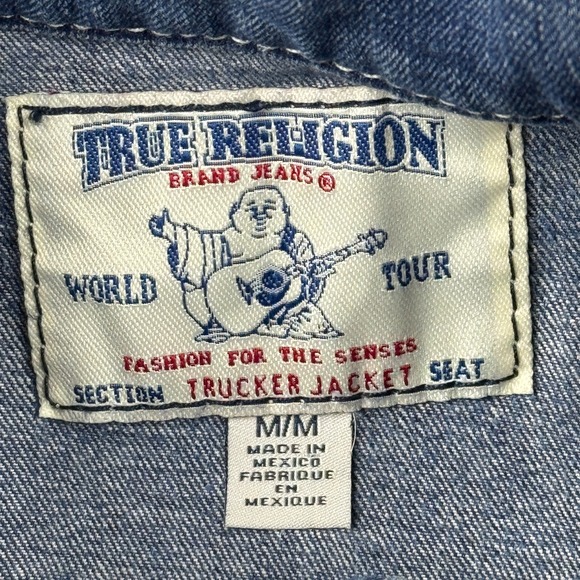 TRUE RELIGION
BRAND JEANS®
WORLD TOUR
FASHION FOR THE SENSES
SECTION TRUCKER JACKET SEAT
M/M
MADE IN
MEXICO
FABRIQUE
EN
MEXIQUE